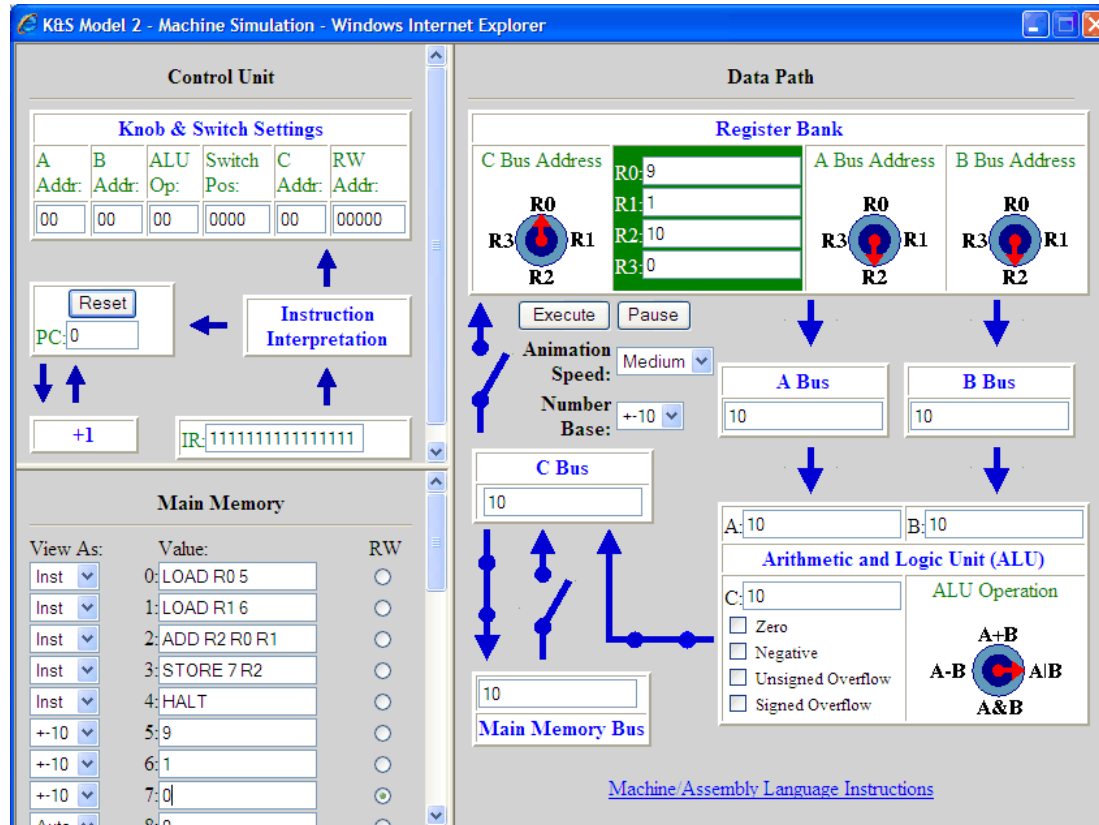 K&S Model 2 - Machine Simulation - Windows Internet Explorer
Control Unit
Knob & Switch Settings
A Addr: B Addr: ALU Op: Switch Pos: C Addr: RW Addr:
00 00 00 0000 00 00000
Reset
PC: 0
Instruction
Interpretation
+1
IR: 1111111111111111
Main Memory
View As: Value: RW
Inst 0: LOAD R0 5
Inst 1: LOAD R1 6
Inst 2: ADD R2 R0 R1
Inst 3: STORE 7 R2
Inst 4: HALT
+-10 5: 9
+-10 6: 1
+-10 7: 0
Data Path
Register Bank
C Bus Address
R0
R3 R1
R2
R0: 9
R1: 1
R2: 10
R3: 0
A Bus Address
R0
R3 R1
R2
B Bus Address
R0
R3 R1
R2
Execute Pause
Animation
Speed: Medium
Number
Base: +-10
A Bus
10
B Bus
10
C Bus
10
A: 10 B: 10
Arithmetic and Logic Unit (ALU)
C: 10
Zero
Negative
Unsigned Overflow
Signed Overflow
ALU Operation
A+B
A-B A|B
A&B
10
Main Memory Bus
Machine/Assembly Language Instructions